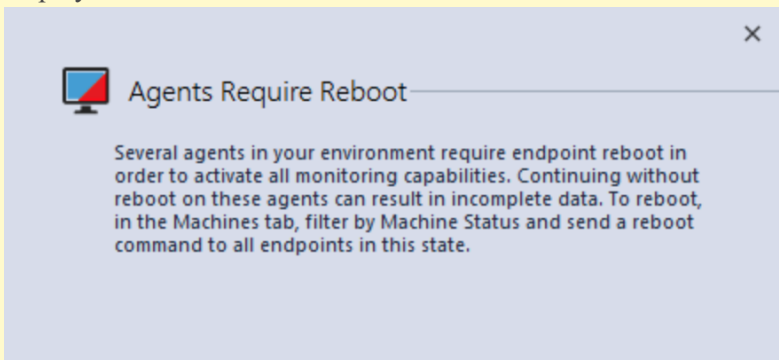 Agents Require Reboot
Several agents in your environment require endpoint reboot in
order to activate all monitoring capabilities. Continuing without
reboot on these agents can result in incomplete data. To reboot,
in the Machines tab, filter by Machine Status and send a reboot
command to all endpoints in this state.